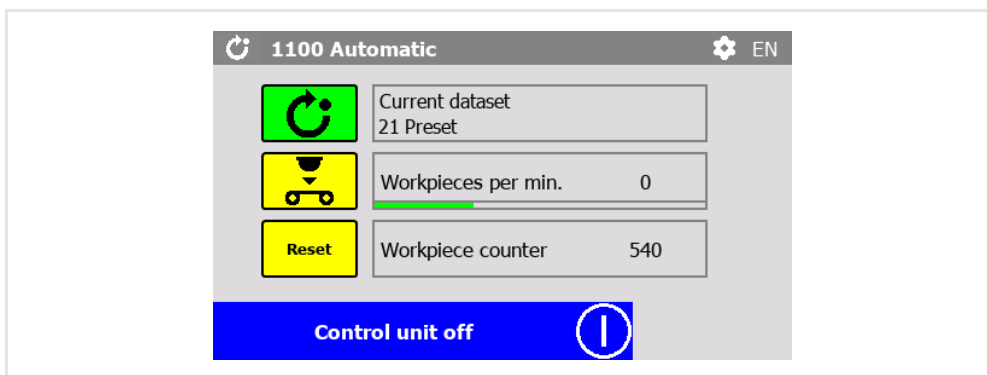 1100 Automatic
EN
Current dataset
21 Preset
Workpieces per min. 0
Reset
Workpiece counter 540
Control unit off